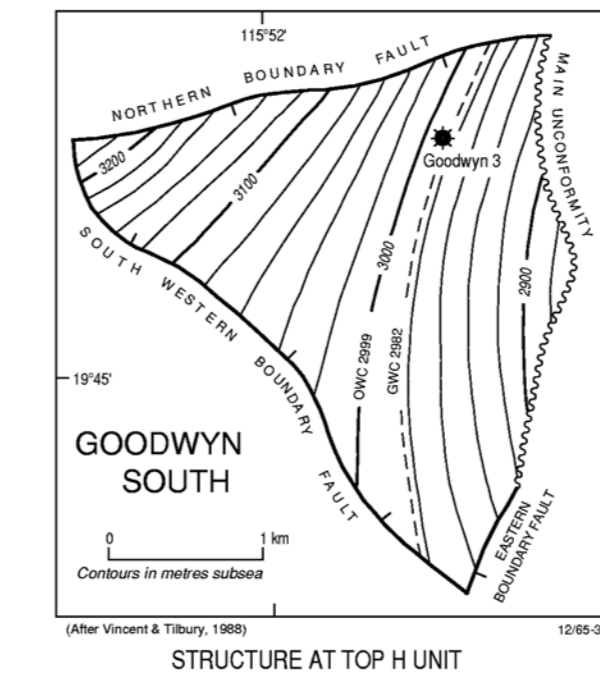 115°52'
NORTHERN BOUNDARY FAULT
MAIN UNCONFORMITY
Goodwyn 3
3200
3100
3000
2900
SOUTH WESTERN BOUNDARY FAULT
OWC 2999
GWC 2982
19°45'
GOODWYN
SOUTH
EASTERN
BOUNDARY FAULT
0 1 km
Contours in metres subsea
(After Vincent & Tilbury, 1988)
12/65-3
STRUCTURE AT TOP H UNIT